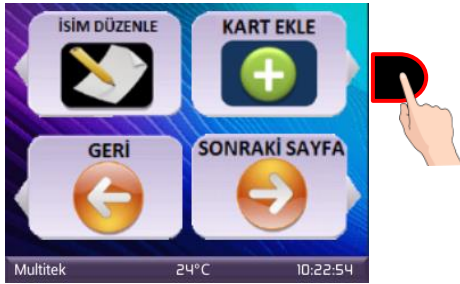 İSİM DÜZENLE
KART EKLE
GERİ
SONRAKİ SAYFA
Multitek 24°C 10:22:54